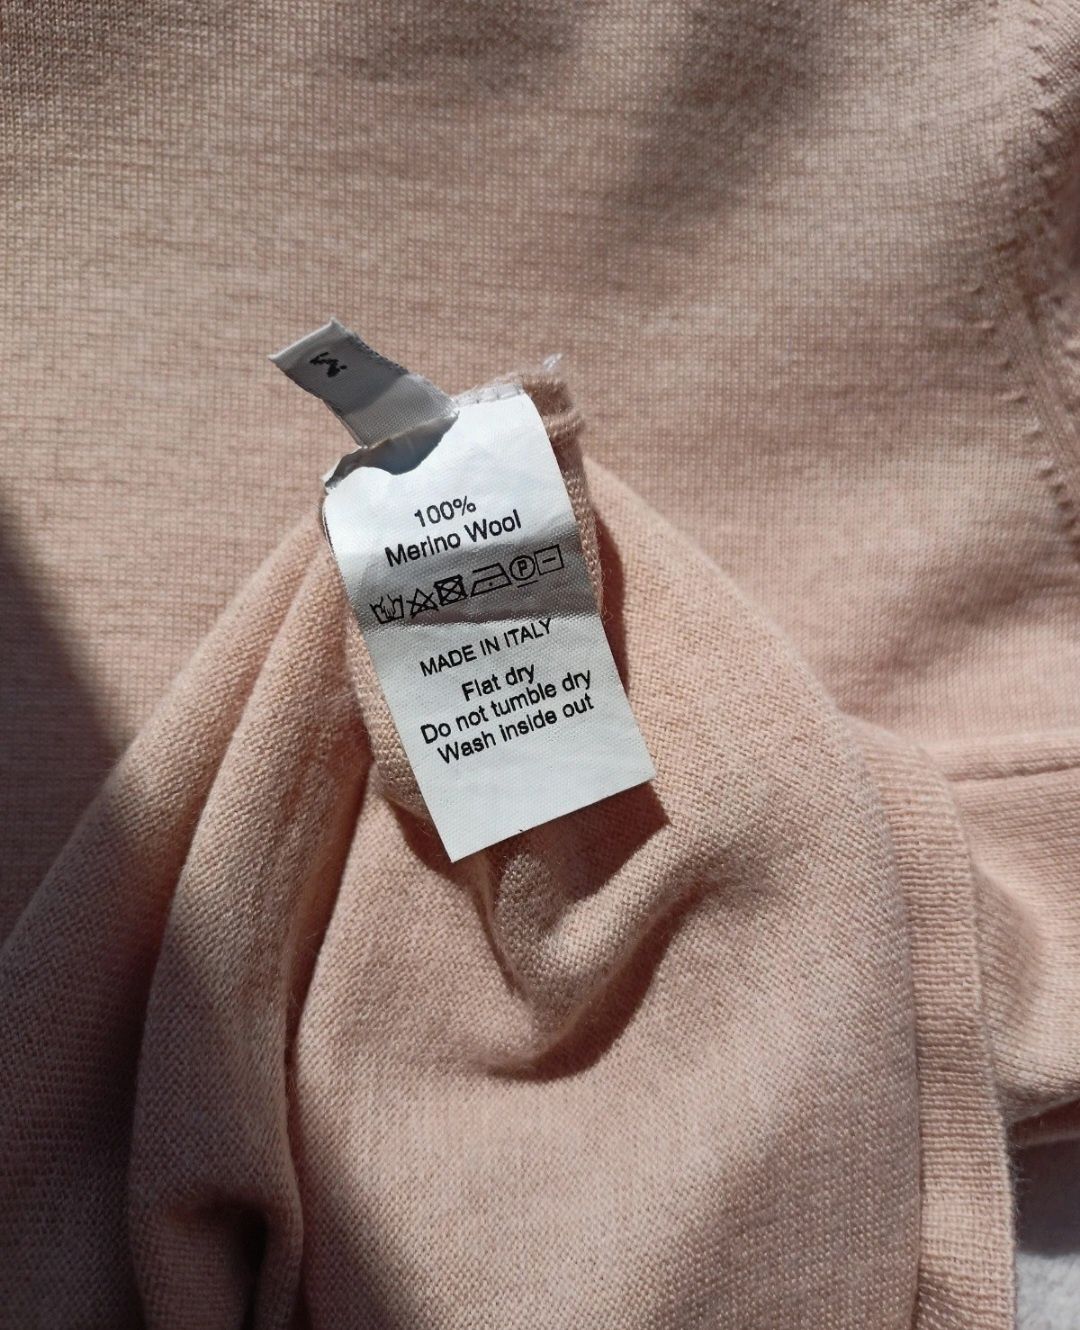 M
100%
Merino Wool
P
MADE IN ITALY
Flat dry
Do not tumble dry
Wash inside out